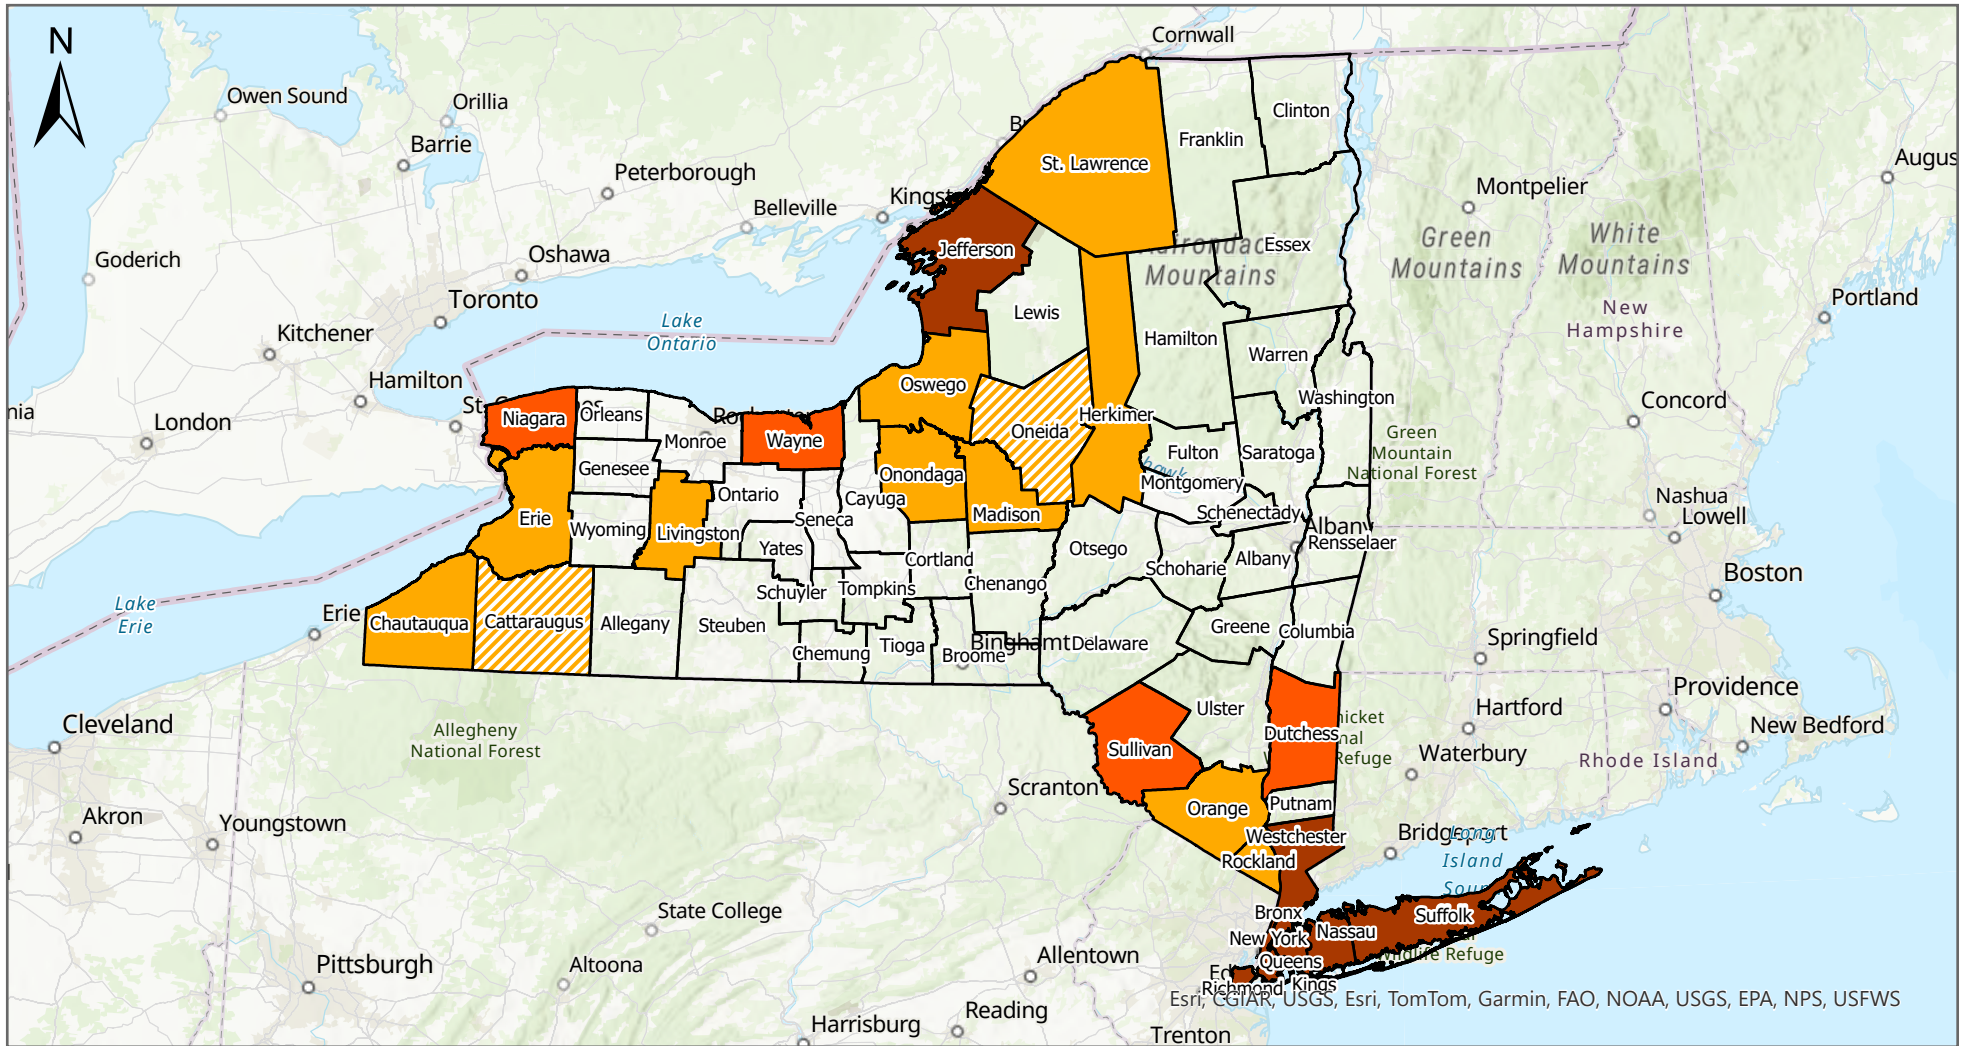 N
Cornwall
Owen Sound
Orillia
Barrie
Peterborough
Belleville
Goderich
Oshawa
Toronto
Kitchener
Hamilton
London
Lake
Ontario
Clinton
Franklin
St. Lawrence
Jefferson
Essex
Mountains
Lewis
Hamilton
Warren
Washington
Oswego
Herkimer
Oneida
Fulton
Saratoga
Montgomery
Schenectady
Niagara
Orleans
Monroe
Wayne
Genesee
Ontario
Onondaga
Cayuga
Madison
Seneca
Erie
Wyoming
Livingston
Yates
Cortland
Otsego
Schoharie
Albany
Albany
Rensselaer
Schuyler
Tompkins
Chenango
Chautauqua
Cattaraugus
Allegany
Steuben
Chemung
Tioga
Broome
Delaware
Greene
Columbia
Ulster
Sullivan
Dutchess
Orange
Putnam
Westchester
Rockland
Bronx
New York
Queens
Nassau
Suffolk
Richmond
Kings
Montpelier
Green
Mountains
White
Mountains
New
Hampshire
Portland
Concord
Green
Mountain
National Forest
Nashua
Lowell
Boston
Springfield
Providence
Hartford
New Bedford
Waterbury
Rhode Island
Refuge
Bridgeport
Long
Island
Wildlife Refuge
Lake
Erie
Erie
Cleveland
Allegheny
National Forest
Akron
Youngstown
Scranton
State College
Pittsburgh
Altoona
Allentown
Reading
Harrisburg
Trenton
Esri, CGIAR, USGS, Esri, TomTom, Garmin, FAO, NOAA, USGS, EPA, NPS, USFWS